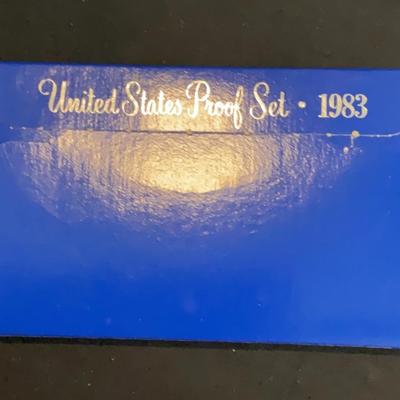 United States Proof Set • 1983